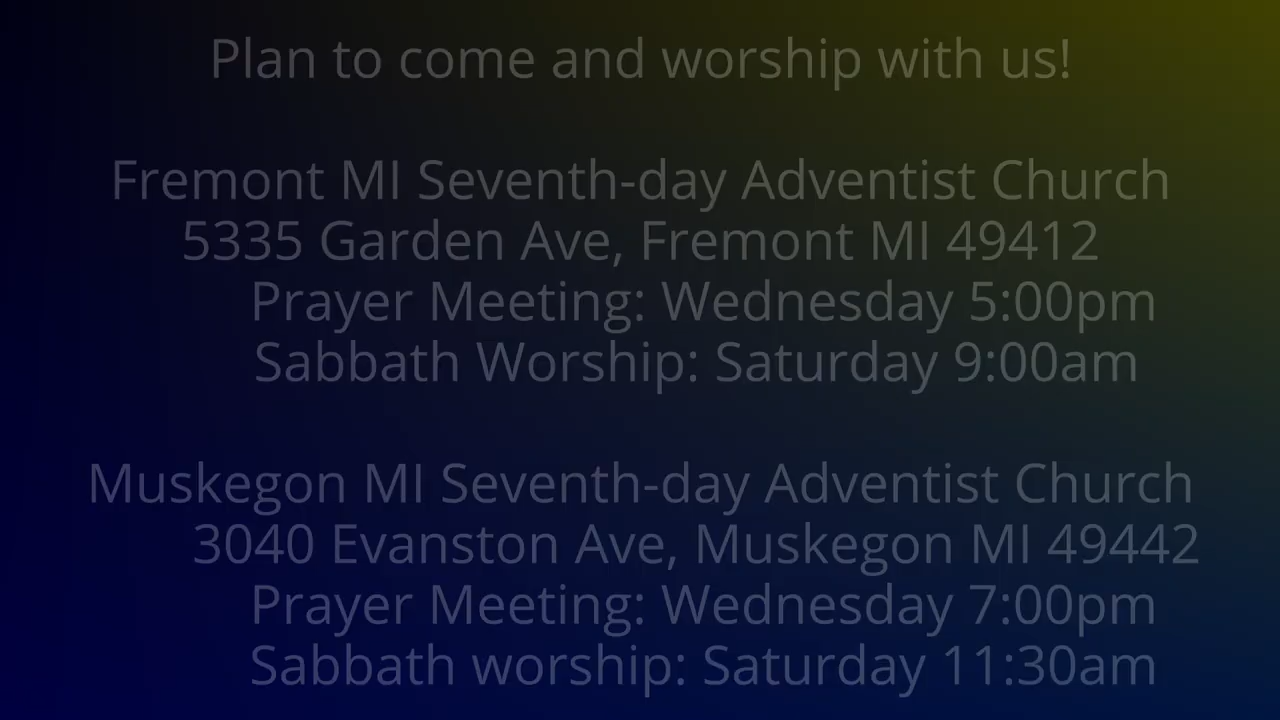 Plan to come and worship with us!
Fremont MI Seventh-day Adventist Church
5335 Garden Ave, Fremont MI 49412
Prayer Meeting: Wednesday 5:00pm
Sabbath Worship: Saturday 9:00am
Muskegon MI Seventh-day Adventist Church
3040 Evanston Ave, Muskegon MI 49442
Prayer Meeting: Wednesday 7:00pm
Sabbath worship: Saturday 11:30am